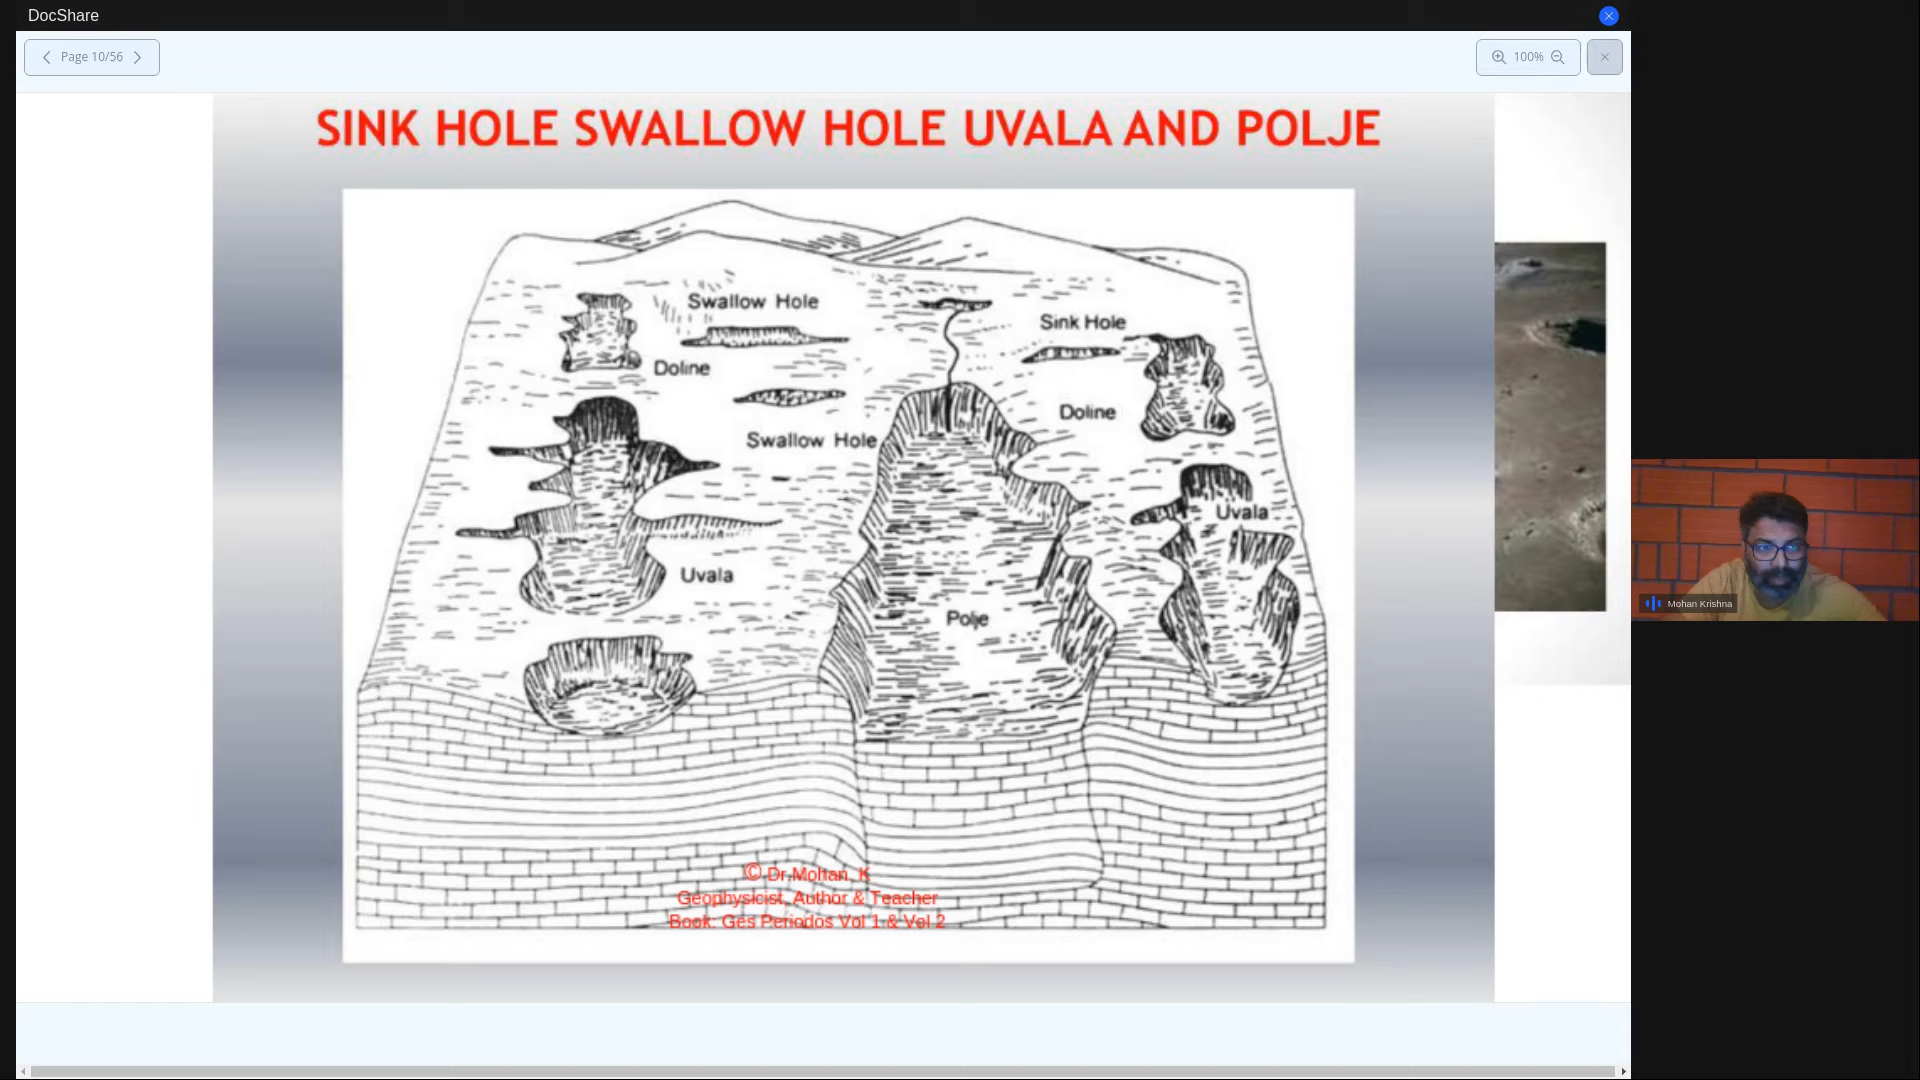 DocShare
Page 10/56
100%
SINK HOLE SWALLOW HOLE UVALA AND POLJE
Swallow Hole
Sink Hole
Doline
Doline
Swallow Hole
Uvala
Uvala
Polje
© Dr.Mohan. K
Geophysicist, Author & Teacher
Book: Ges Periodos Vol 1 & Vol 2
Mohan Krishna